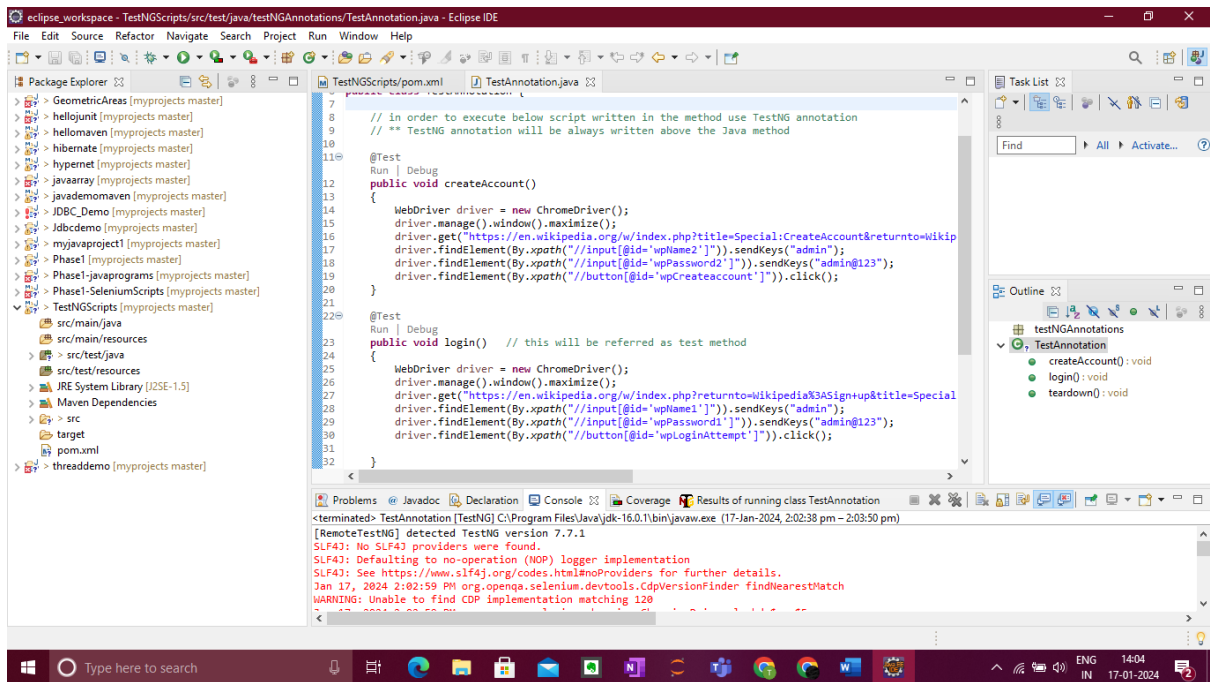 eclipse_workspace - TestNGScripts/src/test/java/testNGAnnotations/TestAnnotation.java - Eclipse IDE
File Edit Source Refactor Navigate Search Project Run Window Help
Package Explorer
> GeometricAreas [myprojects master]
> hellojunit [myprojects master]
> hellomaven [myprojects master]
> hibernate [myprojects master]
> hypernet [myprojects master]
> javaarray [myprojects master]
> javademomaven [myprojects master]
> JDBC_Demo [myprojects master]
> Jdbcdemo [myprojects master]
> myjavaproject1 [myprojects master]
> Phase1 [myprojects master]
> Phase1-javaprograms [myprojects master]
> Phase1-SeleniumScripts [myprojects master]
> TestNGScripts [myprojects master]
src/main/java
src/main/resources
> src/test/java
src/test/resources
JRE System Library [J2SE-1.5]
Maven Dependencies
> src
target
pom.xml
> threaddemo [myprojects master]
TestNGScripts/pom.xml TestAnnotation.java
7
8 // in order to execute below script written in the method use TestNG annotation
9 // ** TestNG annotation will be always written above the Java method
10
11 @Test
Run | Debug
12 public void createAccount()
13 {
14 WebDriver driver = new ChromeDriver();
15 driver.manage().window().maximize();
16 driver.get("https://en.wikipedia.org/w/index.php?title=Special:CreateAccount&returnto=Wikip
17 driver.findElement(By.xpath("//input[@id='wpName2']")).sendKeys("admin");
18 driver.findElement(By.xpath("//input[@id='wpPassword2']")).sendKeys("admin@123");
19 driver.findElement(By.xpath("//button[@id='wpCreateaccount']")).click();
20 }
21
22 @Test
Run | Debug
23 public void login() // this will be referred as test method
24 {
25 WebDriver driver = new ChromeDriver();
26 driver.manage().window().maximize();
27 driver.get("https://en.wikipedia.org/w/index.php?returnto=Wikipedia%3ASign+up&title=Special
28 driver.findElement(By.xpath("//input[@id='wpName1']")).sendKeys("admin");
29 driver.findElement(By.xpath("//input[@id='wpPassword1']")).sendKeys("admin@123");
30 driver.findElement(By.xpath("//button[@id='wpLoginAttempt']")).click();
31
32 }
Task List
Find All Activate...
Outline
testNGAnnotations
TestAnnotation
createAccount() : void
login() : void
teardown() : void
Problems Javadoc Declaration Console Coverage Results of running class TestAnnotation
<terminated> TestAnnotation [TestNG] C:\Program Files\Java\jdk-16.0.1\bin\javaw.exe (17-Jan-2024, 2:02:38 pm – 2:03:50 pm)
[RemoteTestNG] detected TestNG version 7.7.1
SLF4J: No SLF4J providers were found.
SLF4J: Defaulting to no-operation (NOP) logger implementation
SLF4J: See https://www.slf4j.org/codes.html#noProviders for further details.
Jan 17, 2024 2:02:59 PM org.openqa.selenium.devtools.CdpVersionFinder findNearestMatch
WARNING: Unable to find CDP implementation matching 120
Type here to search
ENG 14:04
IN 17-01-2024
2